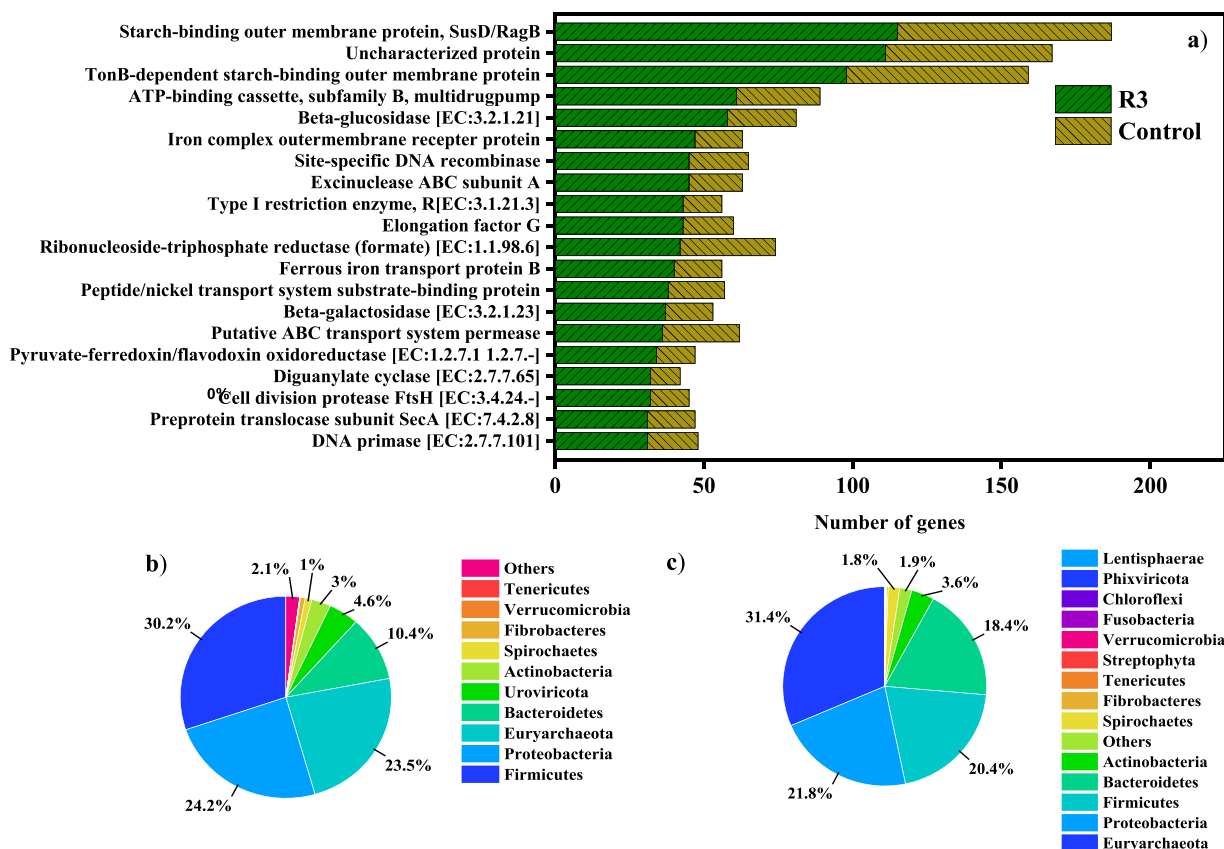 Starch-binding outer membrane protein, SusD/RagB
Uncharacterized protein
TonB-dependent starch-binding outer membrane protein
ATP-binding cassette, subfamily B, multidrugpump
Beta-glucosidase [EC:3.2.1.21]
Iron complex outermembrane recepter protein
Site-specific DNA recombinase
Excinuclease ABC subunit A
Type I restriction enzyme, R[EC:3.1.21.3]
Elongation factor G
Ribonucleoside-triphosphate reductase (formate) [EC:1.1.98.6]
Ferrous iron transport protein B
Peptide/nickel transport system substrate-binding protein
Beta-galactosidase [EC:3.2.1.23]
Putative ABC transport system permease
Pyruvate-ferredoxin/flavodoxin oxidoreductase [EC:1.2.7.1 1.2.7.-]
Diguanylate cyclase [EC:2.7.7.65]
0%
Cell division protease FtsH [EC:3.4.24.-]
Preprotein translocase subunit SecA [EC:7.4.2.8]
DNA primase [EC:2.7.7.101]
a)
R3
Control
0 50 100 150 200
Number of genes
b)
2.1%
1%
3%
4.6%
10.4%
23.5%
24.2%
30.2%
Others
Tenericutes
Verrucomicrobia
Fibrobacteres
Spirochaetes
Actinobacteria
Uroviricota
Bacteroidetes
Euryarchaeota
Proteobacteria
Firmicutes
c)
1.8%
1.9%
3.6%
18.4%
20.4%
21.8%
31.4%
Lentisphaerae
Phixviricota
Chloroflexi
Fusobacteria
Verrucomicrobia
Streptophyta
Tenericutes
Fibrobacteres
Spirochaetes
Others
Actinobacteria
Bacteroidetes
Firmicutes
Proteobacteria
Euryarchaeota